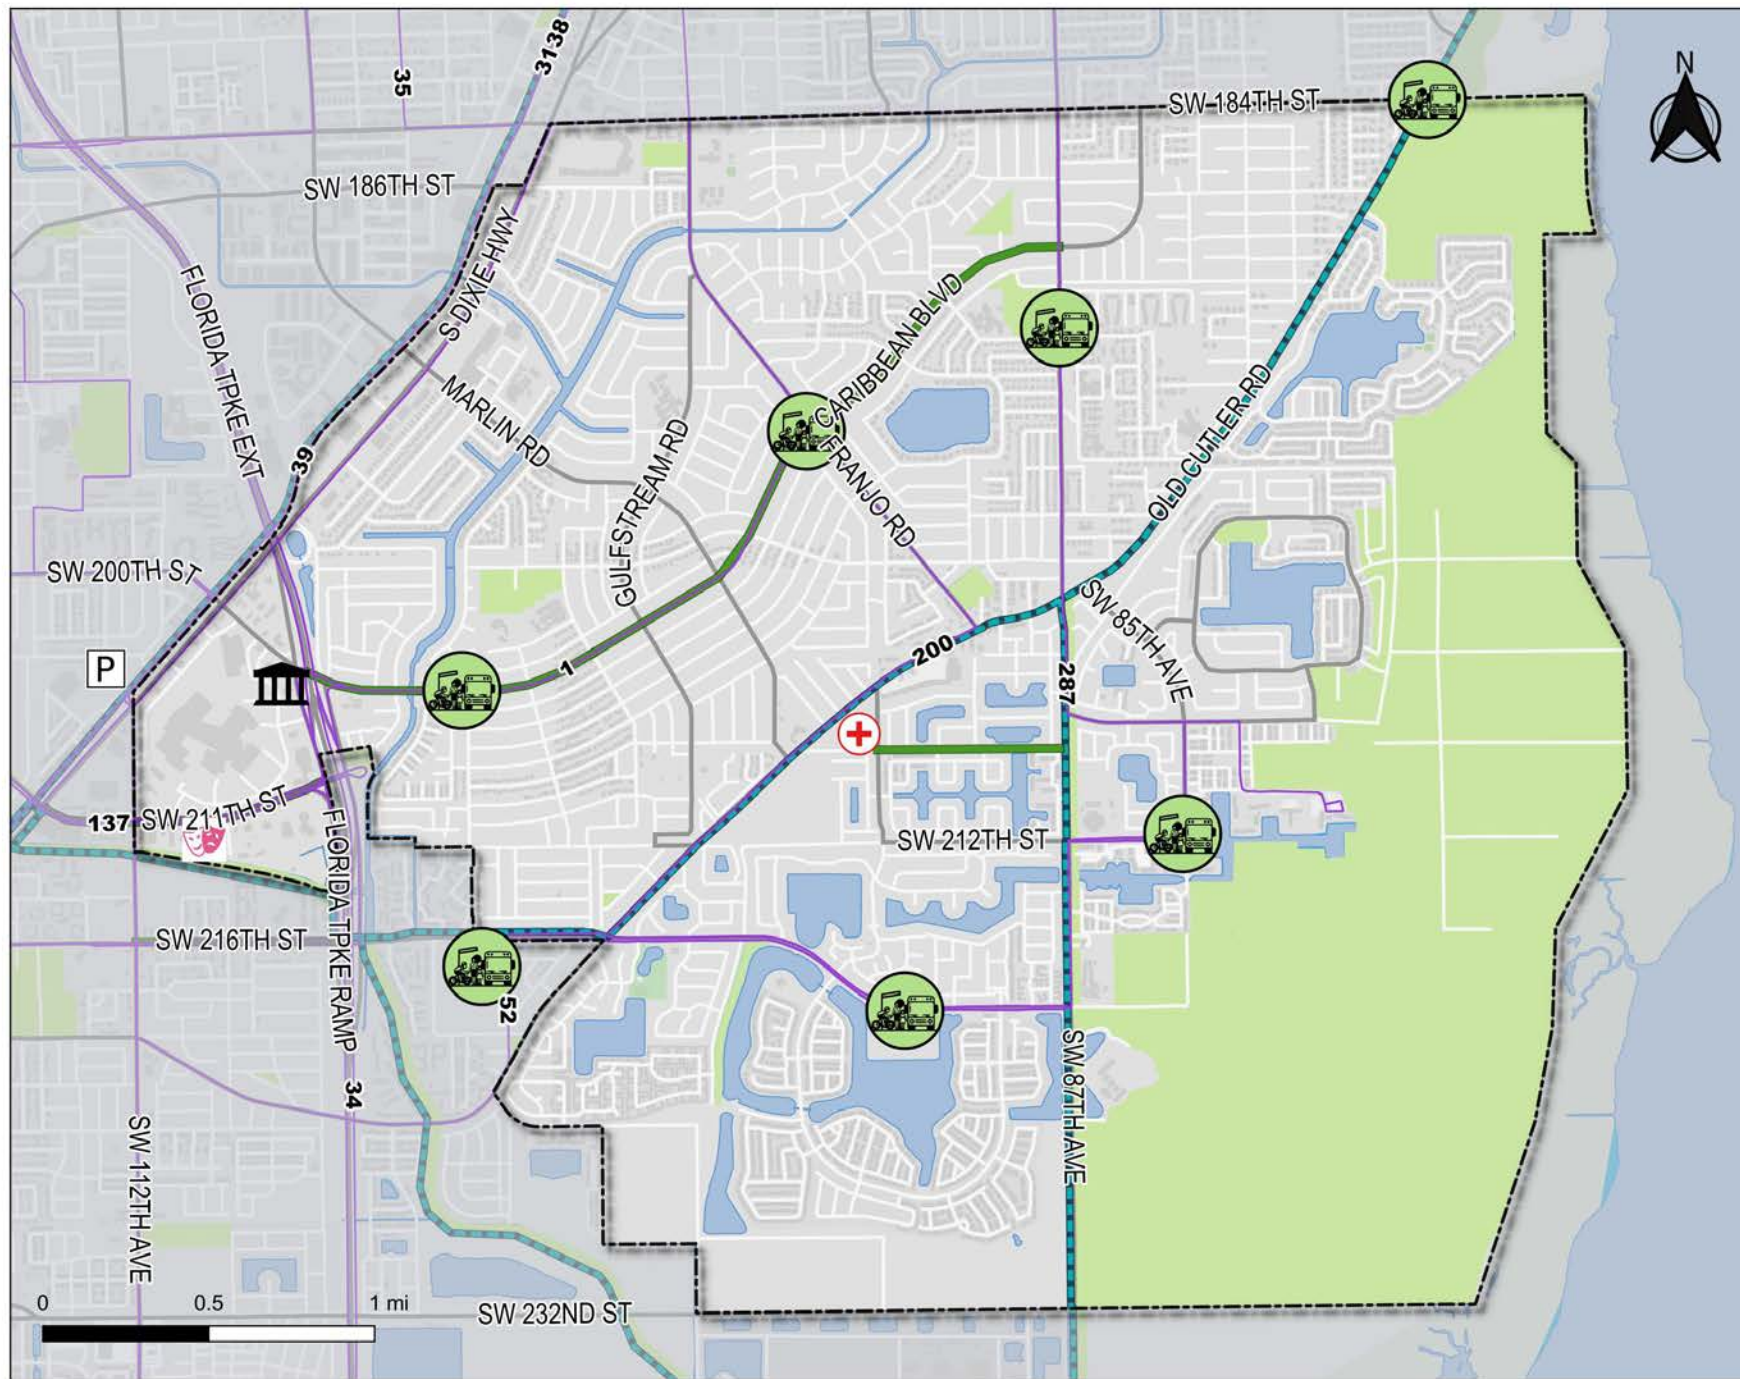 3138
N
35
SW 184TH ST
SW 186TH ST
S DIXIE HWY
FLORIDA TPKE EXT
CARIBBEAN BLVD
MARLIN RD
GULFSTREAM RD
OLD CUTLER RD
39
FRANJO RD
SW 200TH ST
SW 85TH AVE
200
1
287
P
137
SW 211TH ST
SW 212TH ST
FLORIDA TPKE RAMP
SW 216TH ST
52
SW 87TH AVE
34
SW 112TH AVE
0 0.5 1 mi
SW 232ND ST